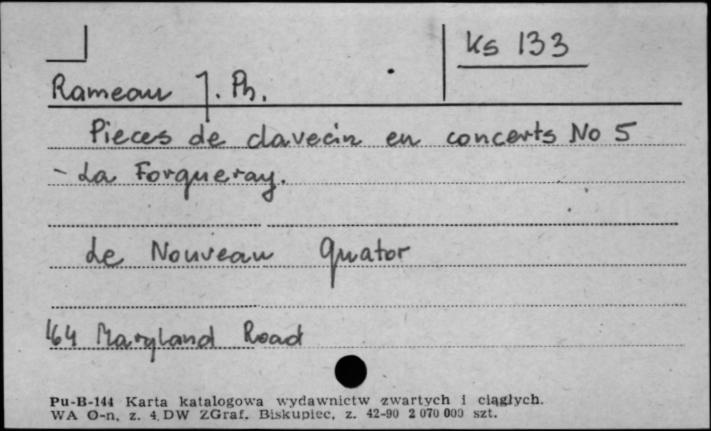 Ks 133
Rameau J. Ph.
Pieces de clavecin en concerts No 5
- La Forqueray.
Le Nouveau Quator
64 Maryland Road
Pu-B-144 Karta katalogowa wydawnictw zwartych i ciągłych.
WA O-n, z. 4. DW ZGraf. Biskupiec, z. 42-90 2 070 000 szt.